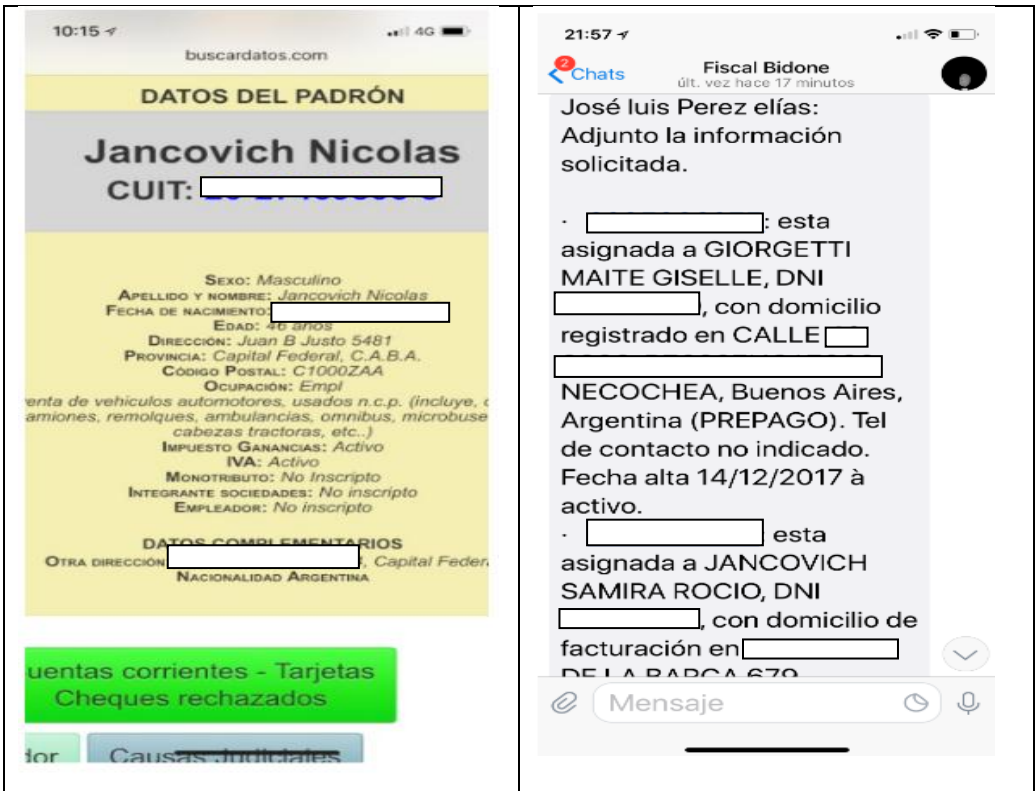 10:15
4G
buscardatos.com
DATOS DEL PADRÓN
Jancovich Nicolas
CUIT:
SEXO: Masculino
APELLIDO Y NOMBRE: Jancovich Nicolas
FECHA DE NACIMIENTO:
EDAD: 46 años
DIRECCIÓN: Juan B Justo 5481
PROVINCIA: Capital Federal, C.A.B.A.
CÓDIGO POSTAL: C1000ZAA
OCUPACIÓN: Empl
enta de vehiculos automotores, usados n.c.p. (incluye, c
amiones, remolques, ambulancias, omnibus, microbuse
cabezas tractoras, etc..)
IMPUESTO GANANCIAS: Activo
IVA: Activo
MONOTRIBUTO: No Inscripto
INTEGRANTE SOCIEDADES: No inscripto
EMPLEADOR: No inscripto
DATOS COMPLEMENTARIOS
OTRA DIRECCIÓN , Capital Feder
NACIONALIDAD ARGENTINA
uentas corrientes - Tarjetas
Cheques rechazados
dor
Causas Judiciales
21:57
2
Chats
Fiscal Bidone
últ. vez hace 17 minutos
José luis Perez elías:
Adjunto la información
solicitada.
· : esta
asignada a GIORGETTI
MAITE GISELLE, DNI
, con domicilio
registrado en CALLE
NECOCHEA, Buenos Aires,
Argentina (PREPAGO). Tel
de contacto no indicado.
Fecha alta 14/12/2017 à
activo.
· esta
asignada a JANCOVICH
SAMIRA ROCIO, DNI
, con domicilio de
facturación en
DE LA BARCA 679
Mensaje